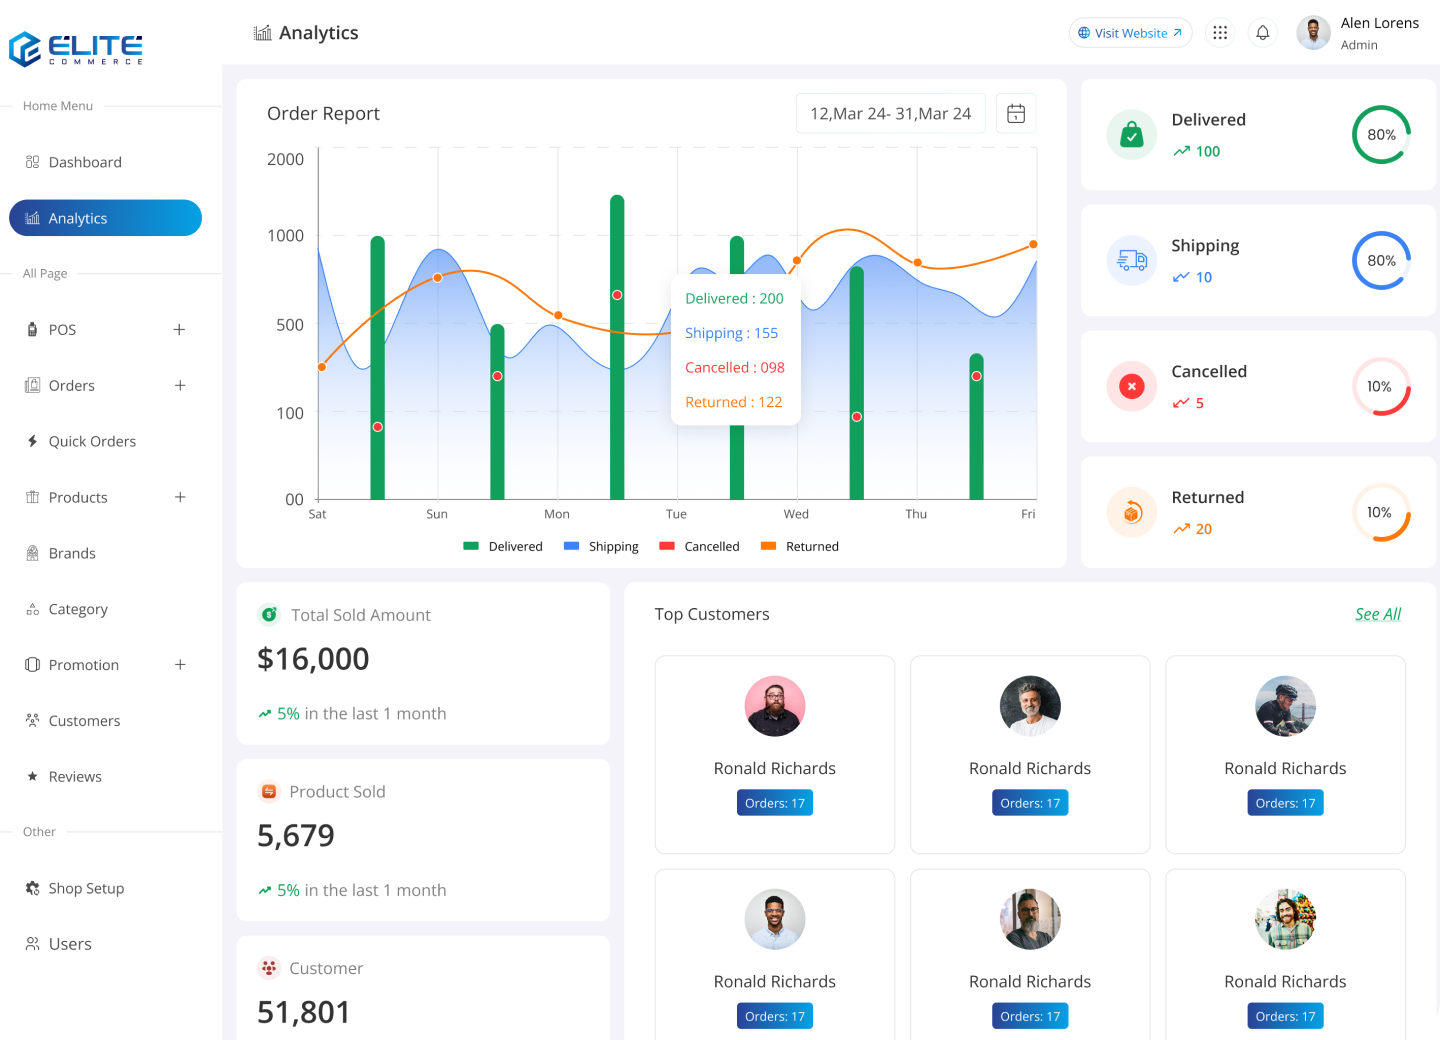 ELITE
COMMERCE
Home Menu
Dashboard
Analytics
All Page
POS
Orders
Quick Orders
Products
Brands
Category
Promotion
Customers
Reviews
Other
Shop Setup
Users
Analytics
Visit Website
Alen Lorens
Admin
Order Report
12,Mar 24- 31,Mar 24
1
2000
1000
500
100
00
Sat Sun Mon Tue Wed Thu Fri
Delivered : 200
Shipping : 155
Cancelled : 098
Returned : 122
Delivered Shipping Cancelled Returned
Delivered
100
80%
Shipping
10
80%
Cancelled
5
10%
Returned
20
10%
Total Sold Amount
$16,000
5% in the last 1 month
Product Sold
5,679
5% in the last 1 month
Customer
51,801
Top Customers
See All
Ronald Richards
Orders: 17
Ronald Richards
Orders: 17
Ronald Richards
Orders: 17
Ronald Richards
Orders: 17
Ronald Richards
Orders: 17
Ronald Richards
Orders: 17